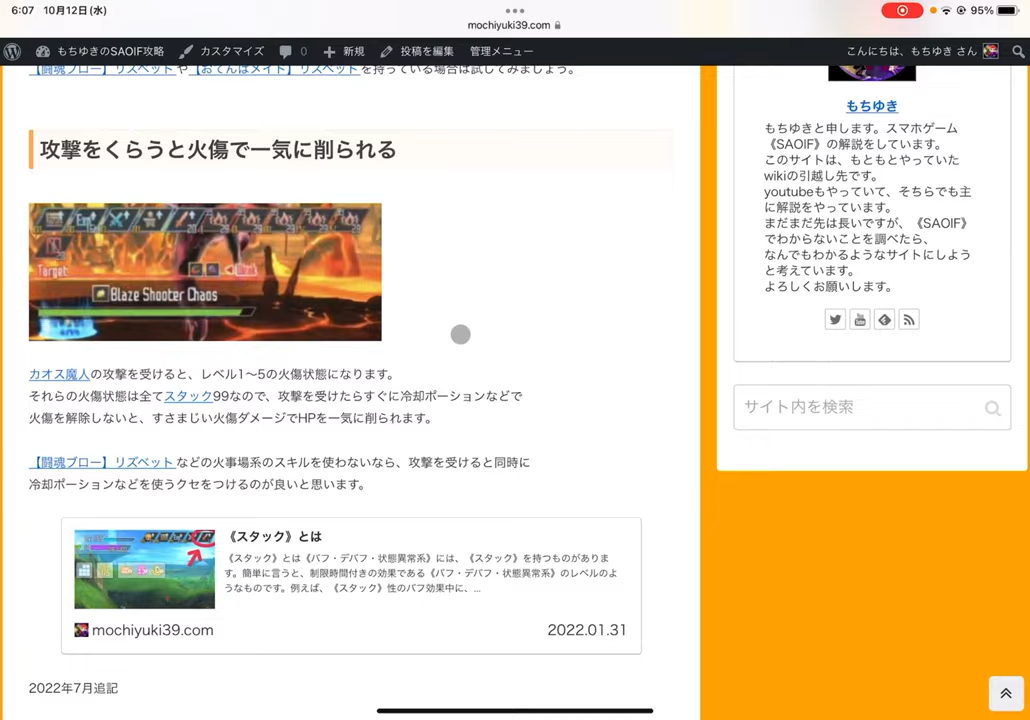 6:07 10月12日(水)
mochiyuki39.com
95%
もちゆきのSAOIF攻略 カスタマイズ 0 新規 投稿を編集 管理メニュー こんにちは、もちゆき さん
【闘魂ブロー】リズベットや【おてんばメイド】リズベットを持っている場合は試してみましょう。
攻撃をくらうと火傷で一気に削られる
Target
Blaze Shooter Chaos
カオス魔人の攻撃を受けると、レベル1〜5の火傷状態になります。
それらの火傷状態は全てスタック99なので、攻撃を受けたらすぐに冷却ポーションなどで
火傷を解除しないと、すさまじい火傷ダメージでHPを一気に削られます。
【闘魂ブロー】リズベットなどの火事場系のスキルを使わないなら、攻撃を受けると同時に
冷却ポーションなどを使うクセをつけるのが良いと思います。
《スタック》とは
《スタック》とは《バフ・デバフ・状態異常系》には、《スタック》を持つものがありま
す。簡単に言うと、制限時間付きの効果である《バフ・デバフ・状態異常系》のレベルのよ
うなものです。例えば、《スタック》性のバフ効果中に、...
mochiyuki39.com 2022.01.31
2022年7月追記
もちゆき
もちゆきと申します。スマホゲーム
《SAOIF》の解説をしています。
このサイトは、もともとやっていた
wikiの引越し先です。
youtubeもやっていて、そちらでも主
に解説をやっています。
まだまだ先は長いですが、《SAOIF》
でわからないことを調べたら、
なんでもわかるようなサイトにしよう
と考えています。
よろしくお願いします。
サイト内を検索